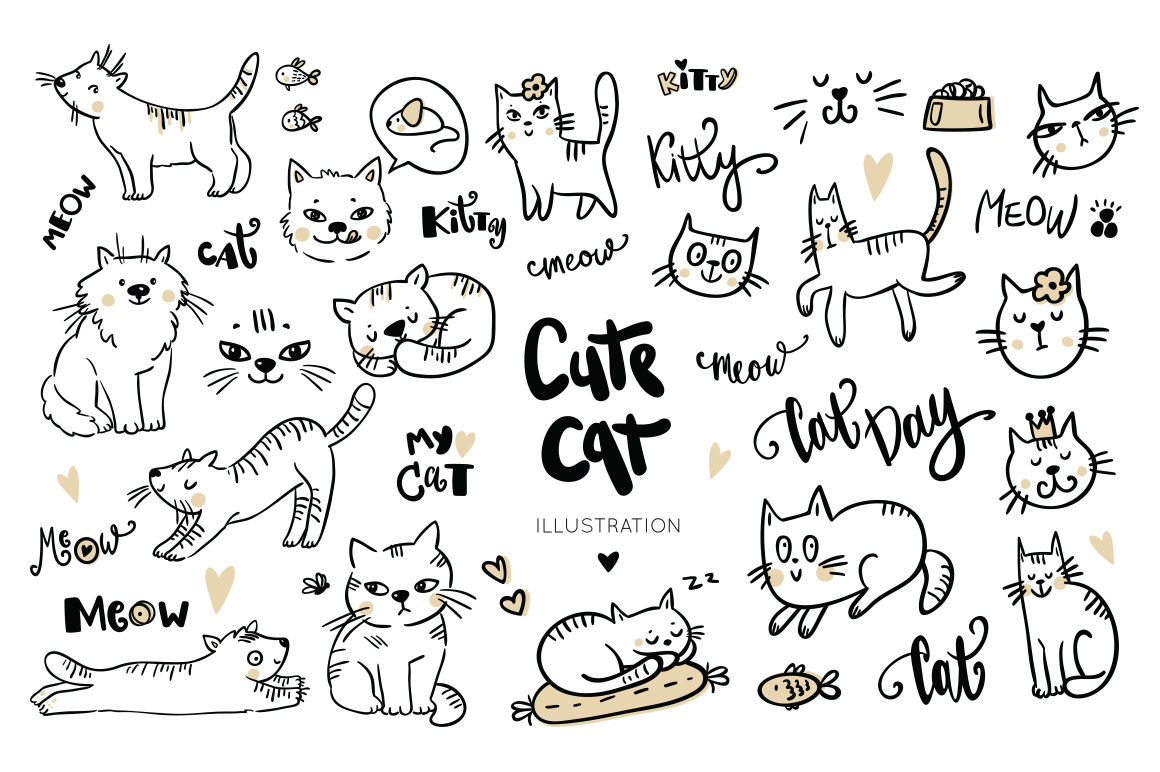 KiTTY
Kitty
MEOW
MEOW
CAT
KitTy
meow
meow
Cute
cat
ILLUSTRATION
Cat Day
My
CaT
MeoW
MeoW
zz
Cat